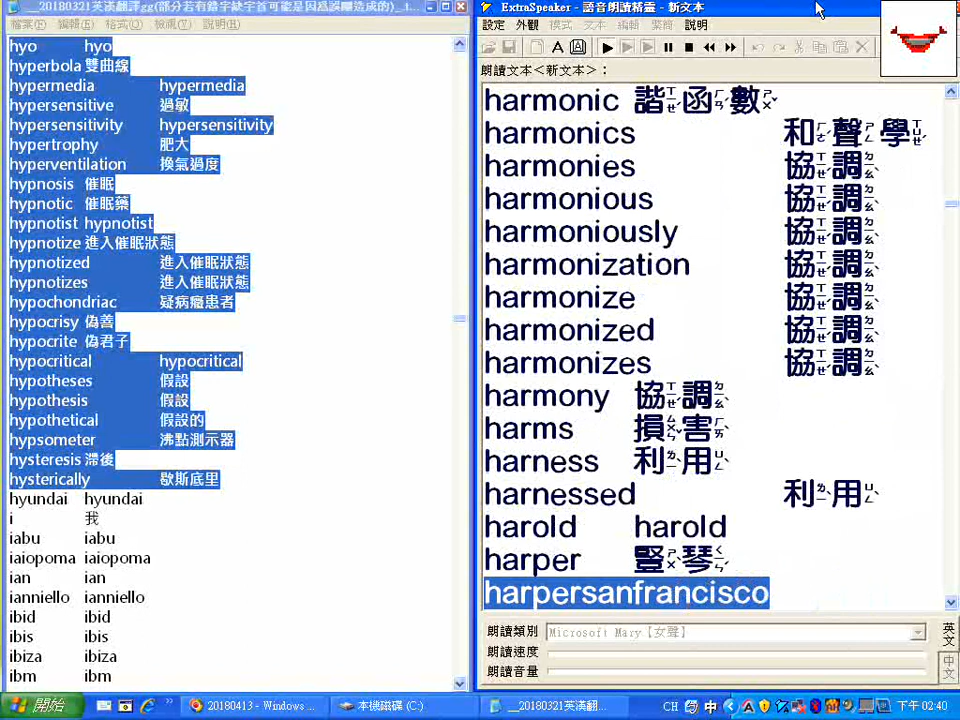 __20180321英漢翻譯gg(部分若有錯字缺字首可能是因為誤刪造成的)_t...
檔案(F) 編輯(E) 格式(O) 檢視(V) 說明(H)
hyo hyo
hyperbola 雙曲線
hypermedia hypermedia
hypersensitive 過敏
hypersensitivity hypersensitivity
hypertrophy 肥大
hyperventilation 換氣過度
hypnosis 催眠
hypnotic 催眠藥
hypnotist hypnotist
hypnotize 進入催眠狀態
hypnotized 進入催眠狀態
hypnotizes 進入催眠狀態
hypochondriac 疑病癥患者
hypocrisy 偽善
hypocrite 偽君子
hypocritical hypocritical
hypotheses 假設
hypothesis 假設
hypothetical 假設的
hypsometer 沸點測示器
hysteresis 滯後
hysterically 歇斯底里
hyundai hyundai
i 我
iabu iabu
iaiopoma iaiopoma
ian ian
ianniello ianniello
ibid ibid
ibis ibis
ibiza ibiza
ibm ibm
ExtraSpeaker - 語音朗讀精靈 - 新文本
設定 外觀 模式 文本 編輯 播放 說明
朗讀文本<新文本>：
harmonic 諧函數
harmonics 和聲學
harmonies 協調
harmonious 協調
harmoniously 協調
harmonization 協調
harmonize 協調
harmonized 協調
harmonizes 協調
harmony 協調
harms 損害
harness 利用
harnessed 利用
harold harold
harper 豎琴
harpersanfrancisco
朗讀類別 Microsoft Mary【女聲】
朗讀速度
朗讀音量
英文
中文
開始 20180413 - Windows ... 本機磁碟 (C:) __20180321英漢翻... CH 中 下午 02:40